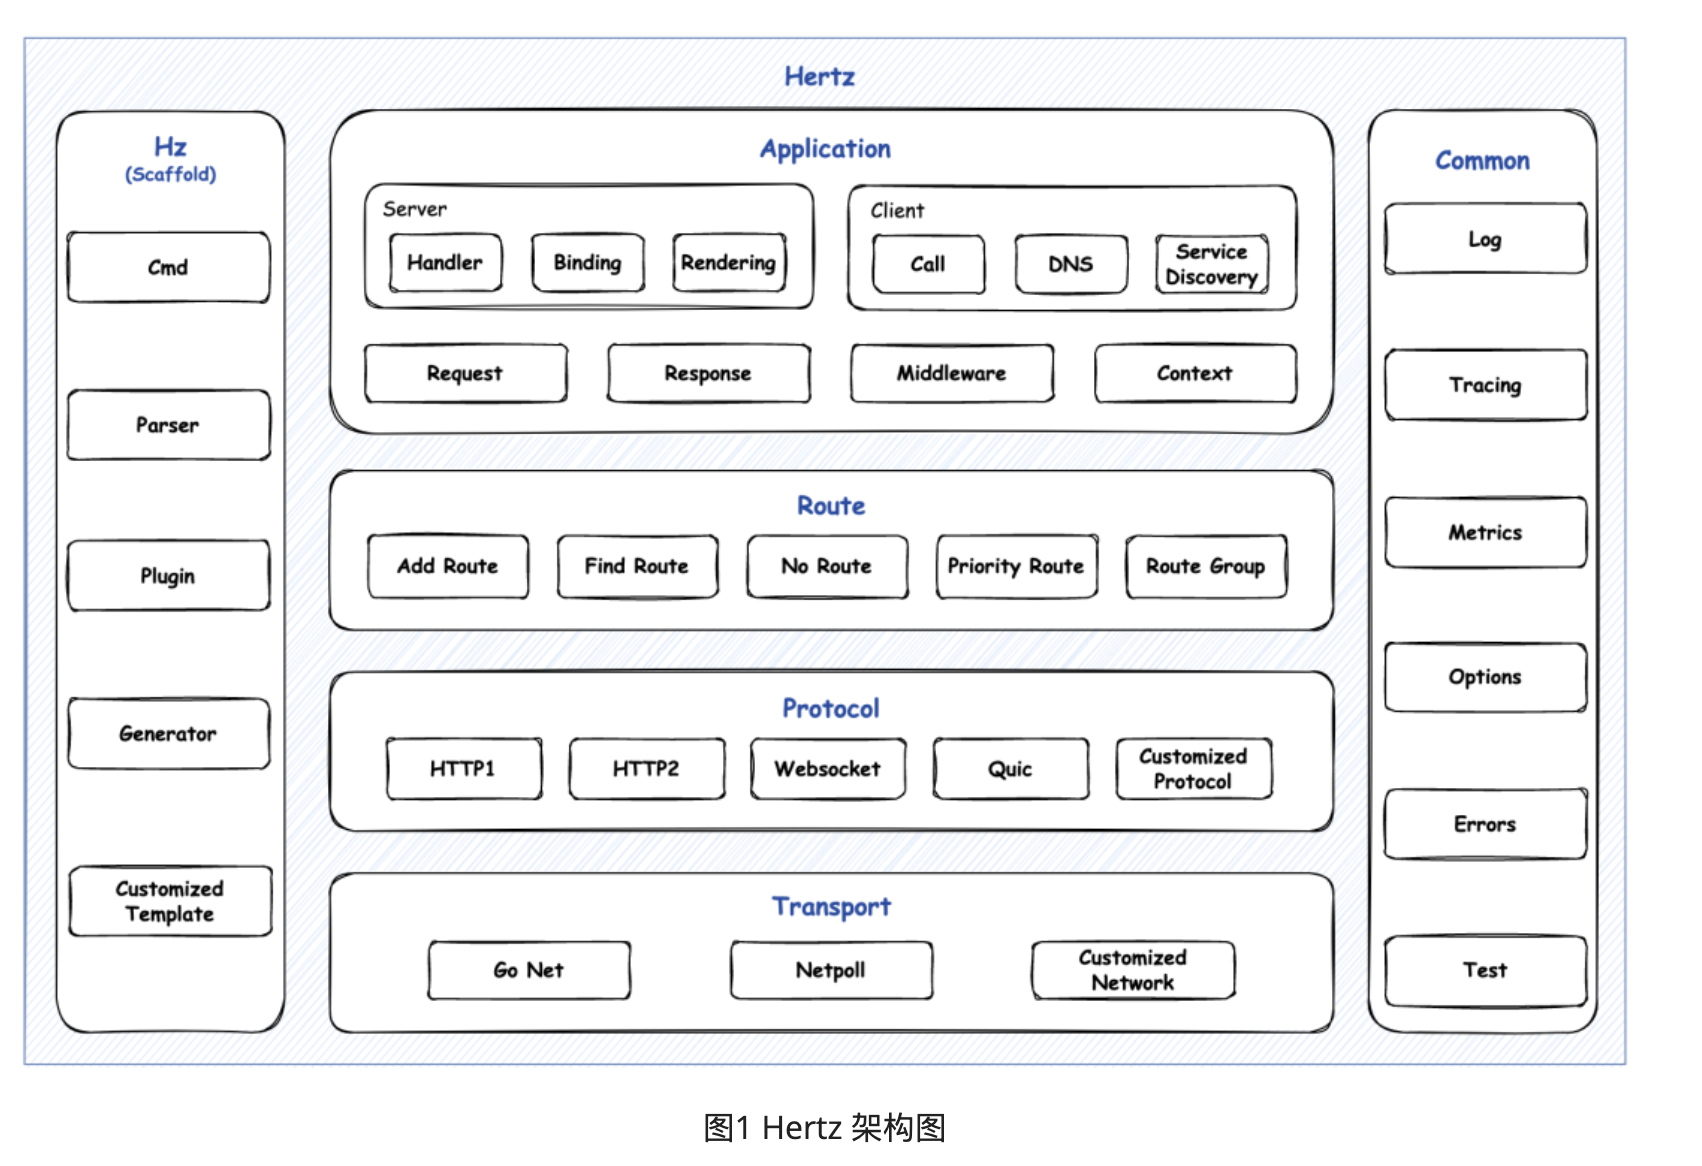 Hertz
Hz
(Scaffold)
Cmd
Parser
Plugin
Generator
Customized
Template
Application
Server
Handler
Binding
Rendering
Client
Call
DNS
Service
Discovery
Request
Response
Middleware
Context
Route
Add Route
Find Route
No Route
Priority Route
Route Group
Protocol
HTTP1
HTTP2
Websocket
Quic
Customized
Protocol
Transport
Go Net
Netpoll
Customized
Network
Common
Log
Tracing
Metrics
Options
Errors
Test
图1 Hertz 架构图